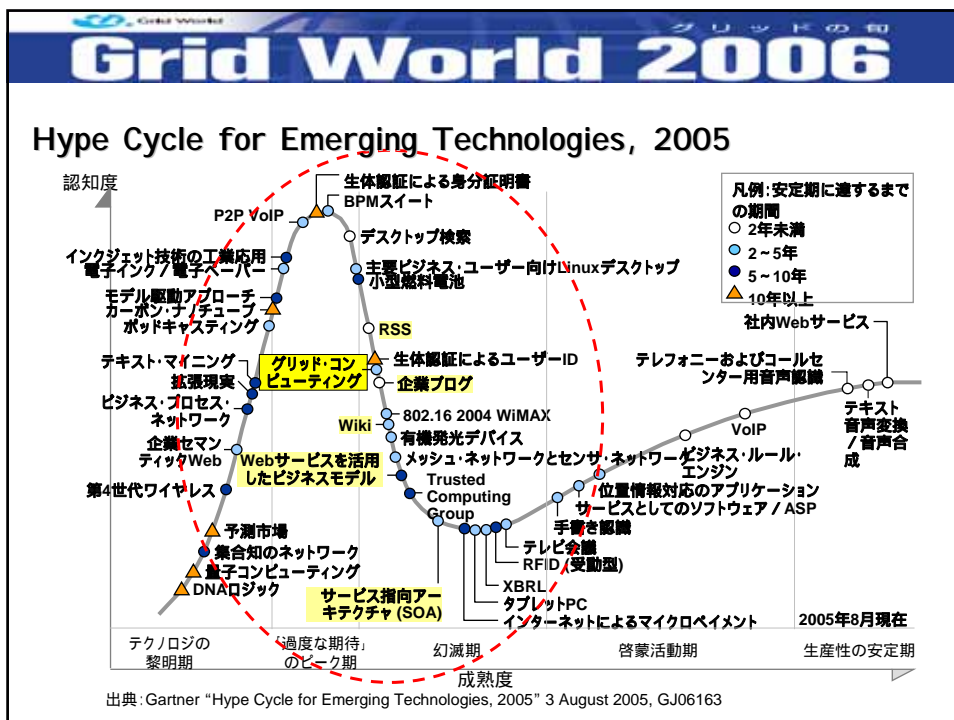 Grid World
グリッドの旬
Grid World 2006
Hype Cycle for Emerging Technologies, 2005
認知度
生体認証による身分証明書
BPMスイート
P2P VoIP
デスクトップ検索
インクジェット技術の工業応用
電子インク/電子ペーパー
主要ビジネス・ユーザー向けLinuxデスクトップ
小型燃料電池
モデル駆動アプローチ
カーボン・ナノチューブ
ポッドキャスティング
RSS
テキスト・マイニング
拡張現実
ビジネス・プロセス・
ネットワーク
グリッド・コン
ピューティング
生体認証によるユーザーID
企業ブログ
802.16 2004 WiMAX
Wiki
有機発光デバイス
企業セマン
ティックWeb
Webサービスを活用
したビジネスモデル
メッシュ・ネットワークとセンサ・ネットワーク
第4世代ワイヤレス
Trusted
Computing
Group
予測市場
集合知のネットワーク
量子コンピューティング
DNAロジック
サービス指向アー
キテクチャ (SOA)
凡例:安定期に達するまで
の期間
2年未満
2~5年
5~10年
10年以上
社内Webサービス
テレフォニーおよびコールセ
ンター用音声認識
テキスト
音声変換
/ 音声合
成
VoIP
ビジネス・ルール・
エンジン
位置情報対応のアプリケーション
サービスとしてのソフトウェア / ASP
手書き認識
テレビ会議
RFID (受動型)
XBRL
タブレットPC
インターネットによるマイクロペイメント
2005年8月現在
テクノロジの
黎明期
「過度な期待」
のピーク期
幻滅期
啓蒙活動期
生産性の安定期
成熟度
出典:Gartner “Hype Cycle for Emerging Technologies, 2005” 3 August 2005, GJ06163